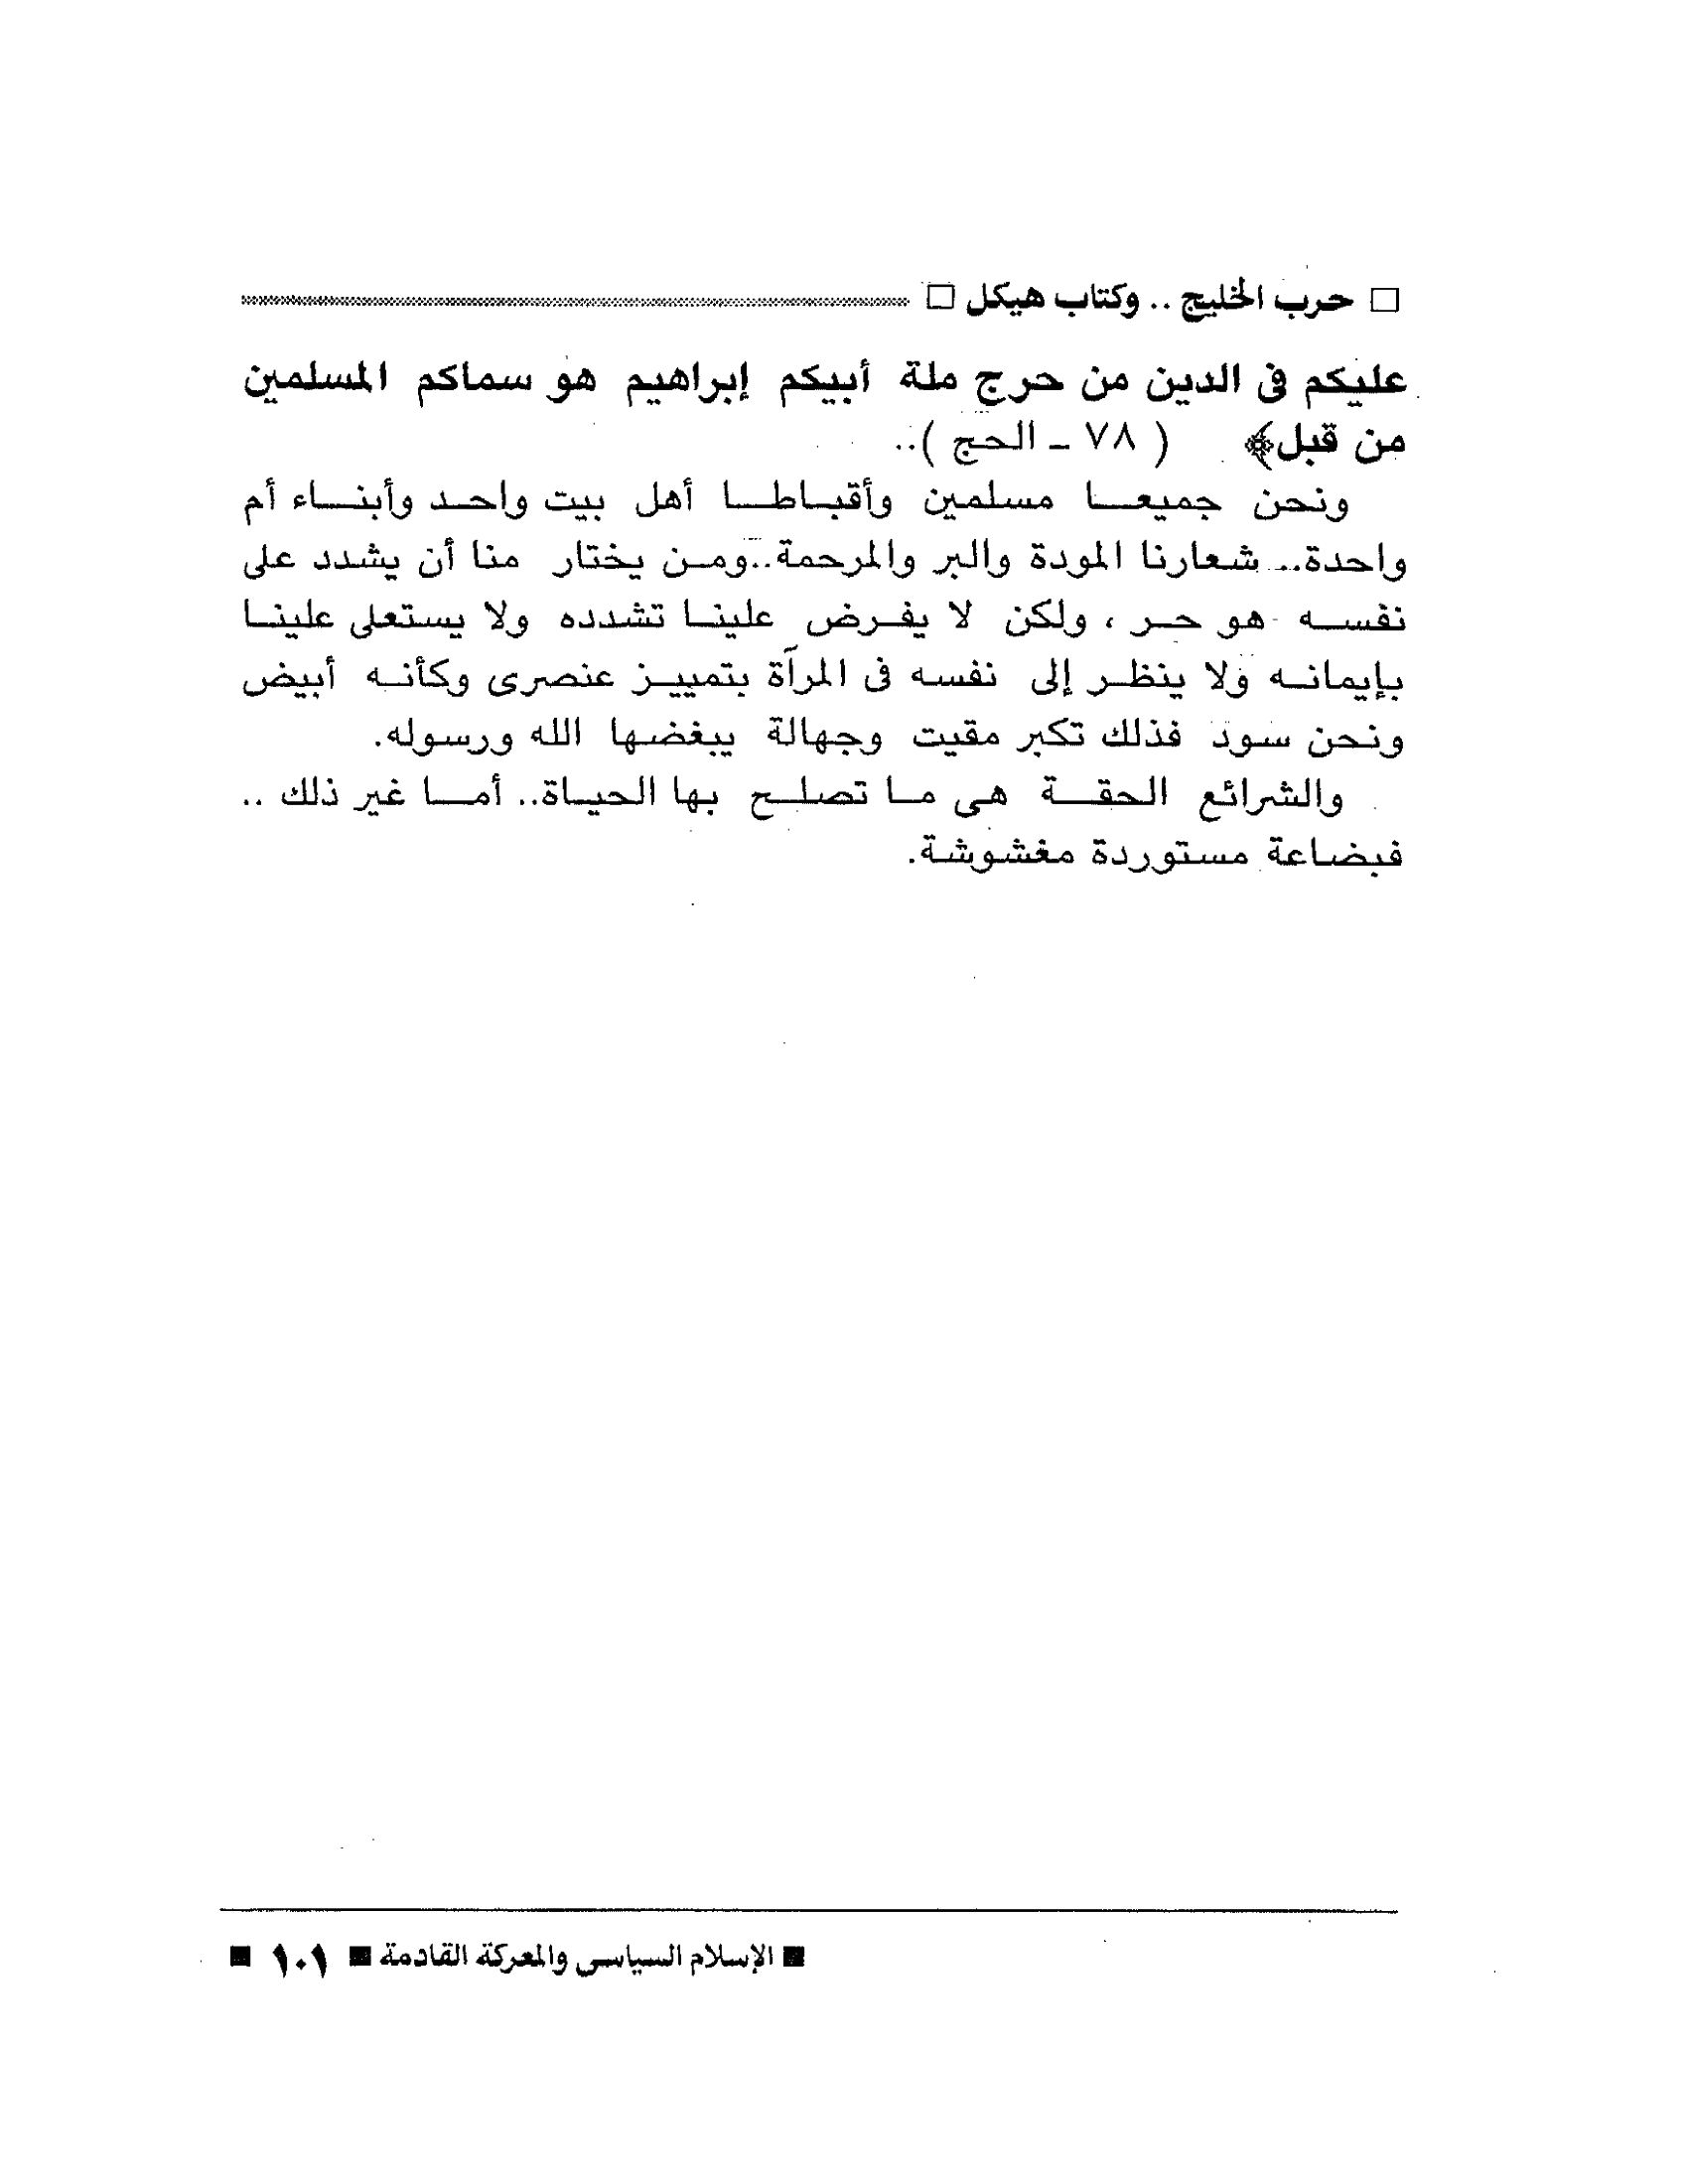 □ حرب الخليج .. وكتاب هيكل □
عليكم فى الدين من حرج ملة أبيكم إبراهيم هو سماكم المسلمين
من قبل﴾ ( ٧٨ ـ الحج )..
ونحن جميعا مسلمين وأقباطا أهل بيت واحد وأبناء أم
واحدة.. شعارنا المودة والبر والمرحمة..ومن يختار منا أن يشدد على
نفسه هو حر ، ولكن لا يفرض علينا تشدده ولا يستعلى علينا
بإيمانه ولا ينظر إلى نفسه فى المرآة بتمييز عنصرى وكأنه أبيض
ونحن سود فذلك تكبر مقيت وجهالة يبغضها الله ورسوله.
والشرائع الحقة هى ما تصلح بها الحياة.. أما غير ذلك ..
فبضاعة مستوردة مغشوشة.
■ الإسلام السياسى والمعركة القادمة ■ ١٠١ ■